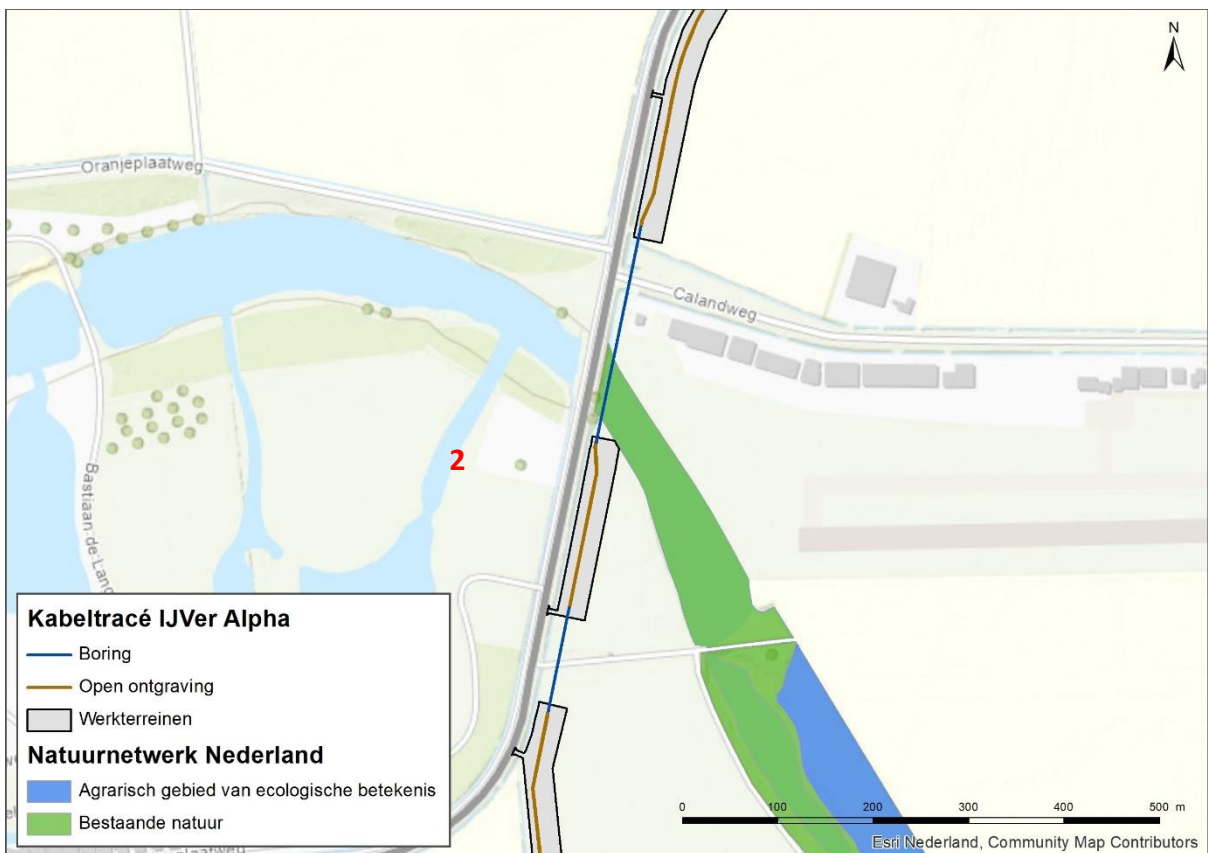 N
Oranjeplaatweg
Calandweg
2
Bastiaan de Lang
Kabeltracé IJVer Alpha
Boring
Open ontgraving
Werkterreinen
Natuurnetwerk Nederland
Agrarisch gebied van ecologische betekenis
Bestaande natuur
0 100 200 300 400 500 m
Esri Nederland, Community Map Contributors